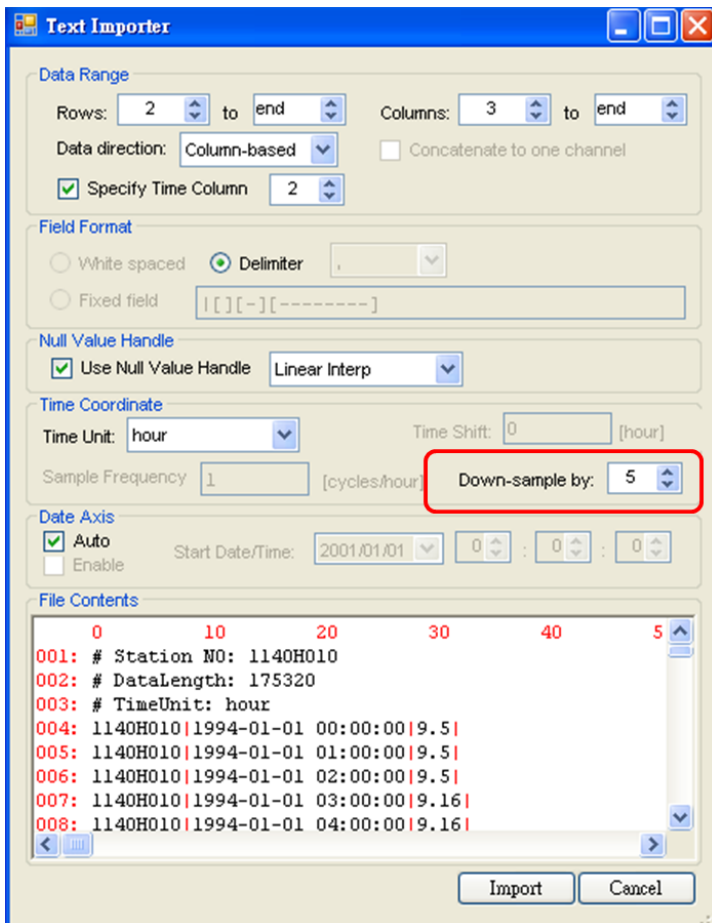 Text Importer
Data Range
Rows: 2 to end Columns: 3 to end
Data direction: Column-based Concatenate to one channel
Specify Time Column 2
Field Format
White spaced Delimiter ,
Fixed field |[][-][--------]
Null Value Handle
Use Null Value Handle Linear Interp
Time Coordinate
Time Unit: hour Time Shift: 0 [hour]
Sample Frequency 1 [cycles/hour] Down-sample by: 5
Date Axis
Auto
Enable Start Date/Time: 2001/01/01 0 : 0 : 0
File Contents
0 10 20 30 40 5
001: # Station NO: 1140H010
002: # DataLength: 175320
003: # TimeUnit: hour
004: 1140H010|1994-01-01 00:00:00|9.5|
005: 1140H010|1994-01-01 01:00:00|9.5|
006: 1140H010|1994-01-01 02:00:00|9.5|
007: 1140H010|1994-01-01 03:00:00|9.16|
008: 1140H010|1994-01-01 04:00:00|9.16|
Import Cancel